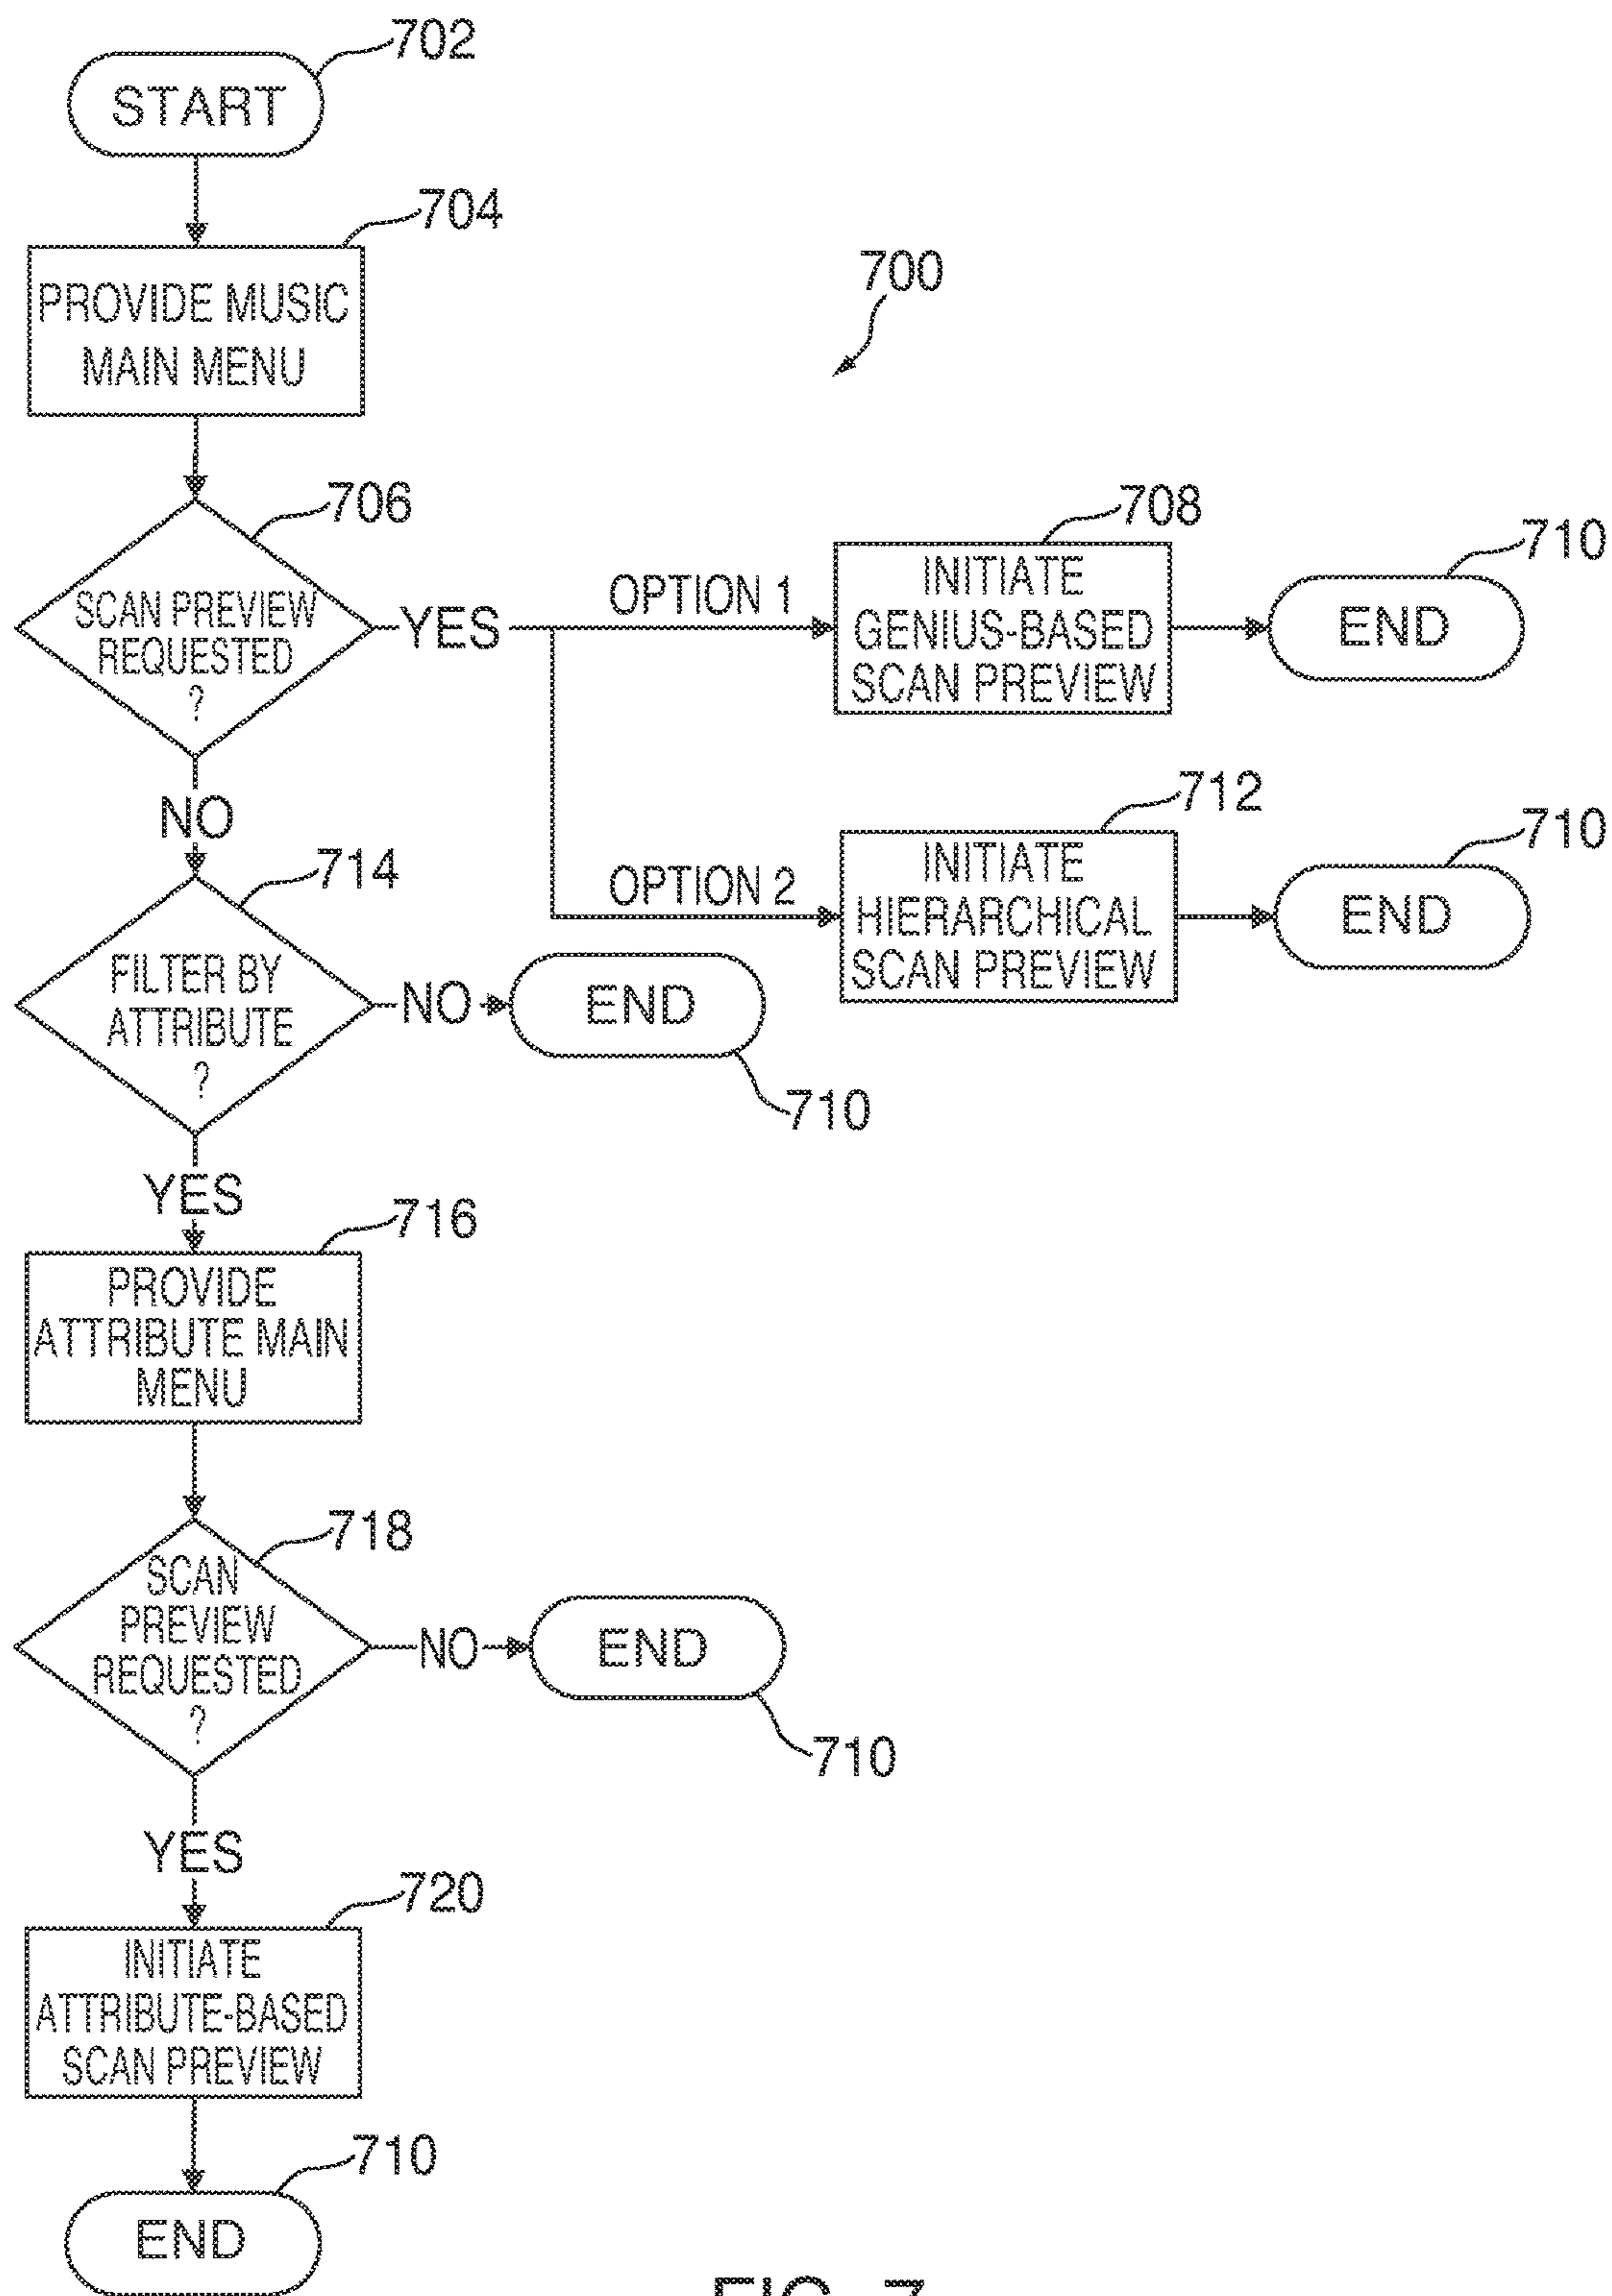 702
START
704
PROVIDE MUSIC
MAIN MENU
700
706
SCAN PREVIEW
REQUESTED
?
YES
OPTION 1
708
INITIATE
GENIUS-BASED
SCAN PREVIEW
710
END
OPTION 2
712
INITIATE
HIERARCHICAL
SCAN PREVIEW
710
END
NO
714
FILTER BY
ATTRIBUTE
?
NO
END
710
YES
716
PROVIDE
ATTRIBUTE MAIN
MENU
718
SCAN
PREVIEW
REQUESTED
?
NO
END
710
YES
720
INITIATE
ATTRIBUTE-BASED
SCAN PREVIEW
710
END
FIG. 7